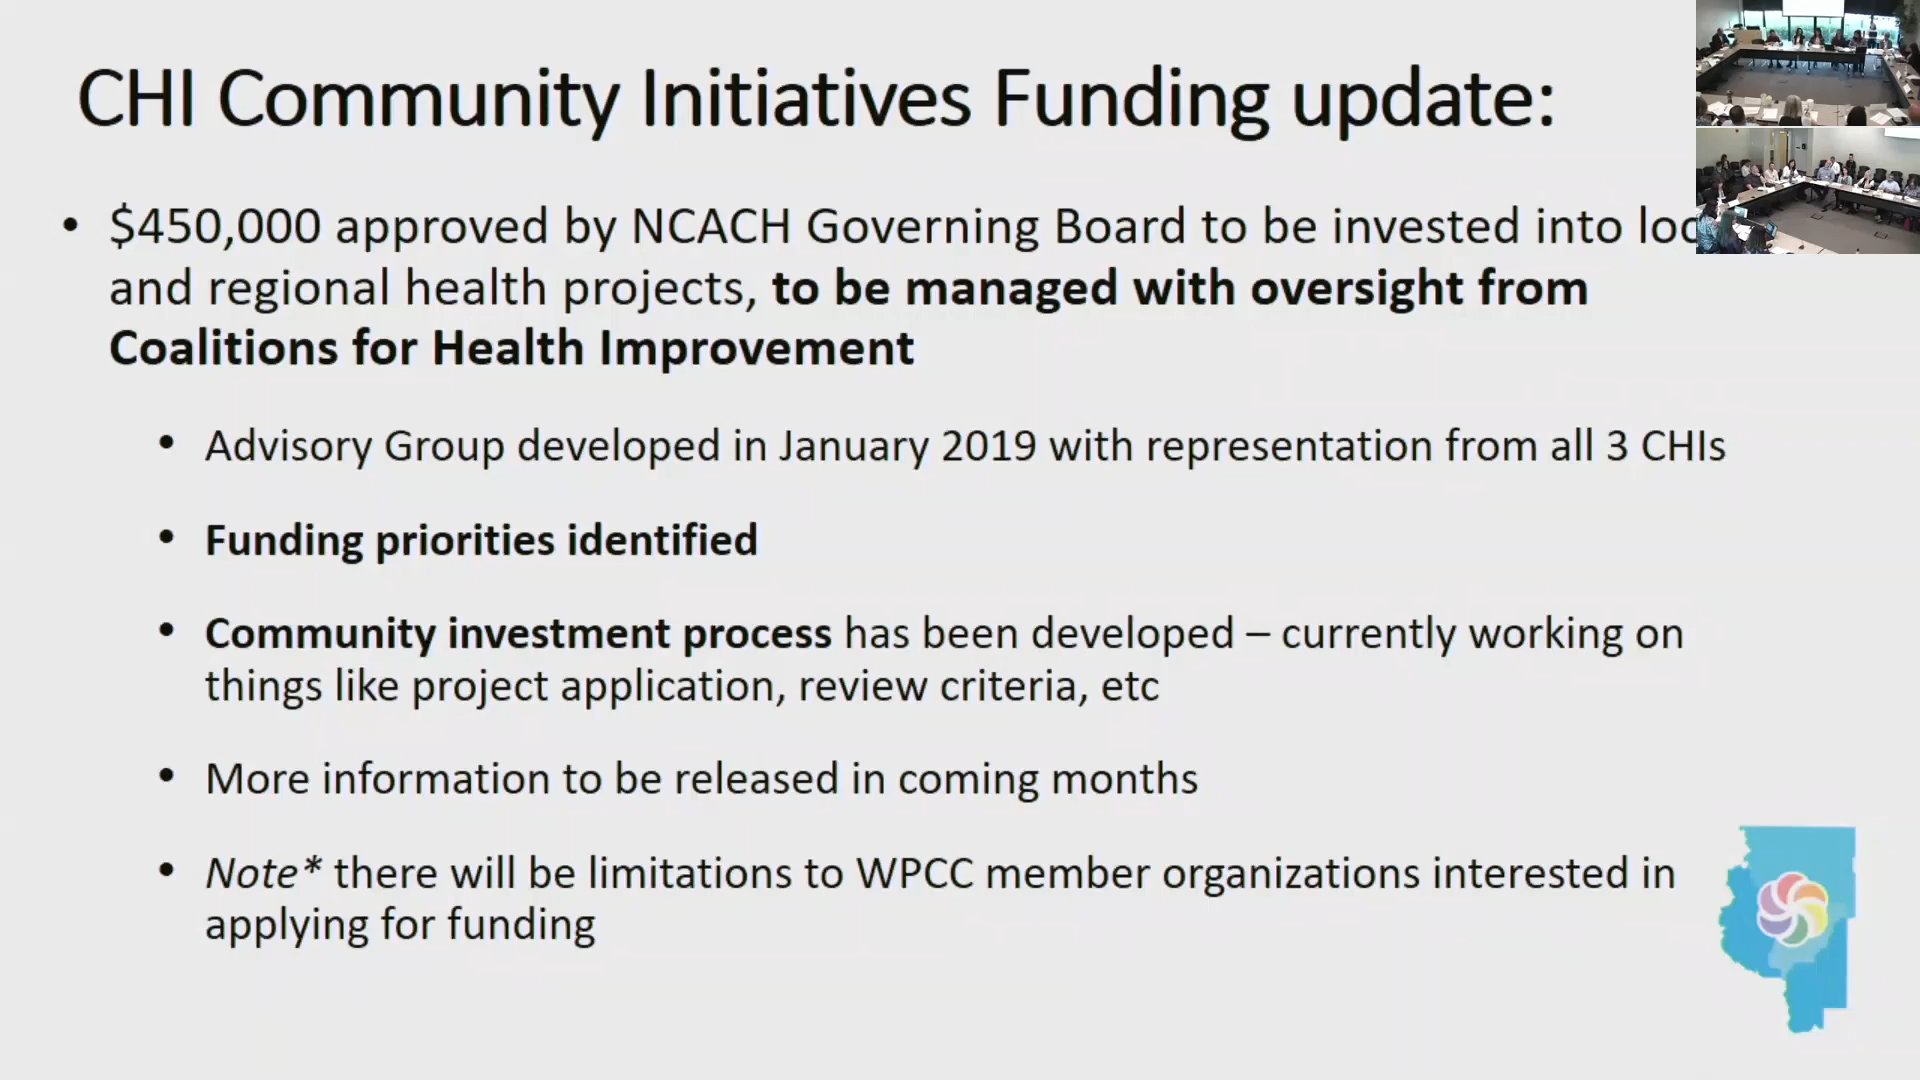 CHI Community Initiatives Funding update:
• $450,000 approved by NCACH Governing Board to be invested into
and regional health projects, to be managed with oversight from
Coalitions for Health Improvement
• Advisory Group developed in January 2019 with representation from all 3 CHIs
• Funding priorities identified
• Community investment process has been developed – currently working on
things like project application, review criteria, etc
• More information to be released in coming months
• Note* there will be limitations to WPCC member organizations interested in
applying for funding